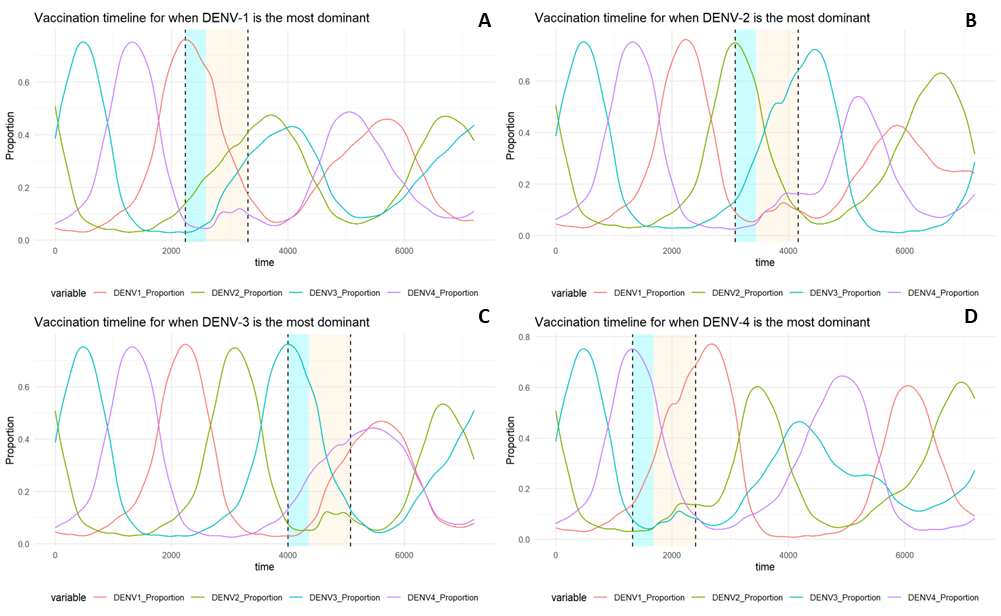 Vaccination timeline for when DENV-1 is the most dominant
A
Proportion
0.6
0.4
0.2
0.0
0 2000 4000 6000
time
variable DENV1_Proportion DENV2_Proportion DENV3_Proportion DENV4_Proportion
Vaccination timeline for when DENV-2 is the most dominant
B
Proportion
0.6
0.4
0.2
0.0
0 2000 4000 6000
time
variable DENV1_Proportion DENV2_Proportion DENV3_Proportion DENV4_Proportion
Vaccination timeline for when DENV-3 is the most dominant
C
Proportion
0.6
0.4
0.2
0.0
0 2000 4000 6000
time
variable DENV1_Proportion DENV2_Proportion DENV3_Proportion DENV4_Proportion
Vaccination timeline for when DENV-4 is the most dominant
D
Proportion
0.8
0.6
0.4
0.2
0.0
0 2000 4000 6000
time
variable DENV1_Proportion DENV2_Proportion DENV3_Proportion DENV4_Proportion